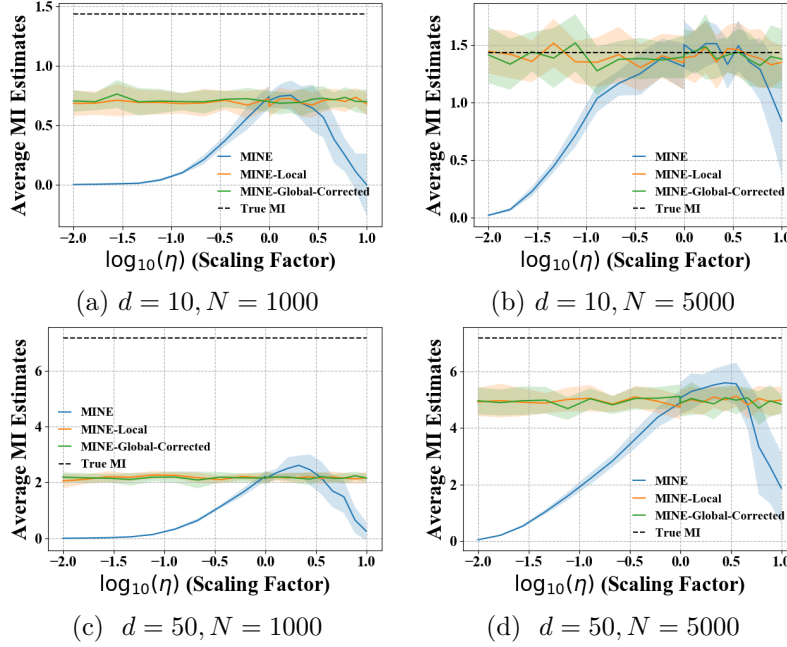 1.5
1.0
0.5
0.0
Average MI Estimates
MINE
MINE-Local
MINE-Global-Corrected
True MI
−2.0 −1.5 −1.0 −0.5 0.0 0.5 1.0
log₁₀(η) (Scaling Factor)
(a) d = 10, N = 1000
1.5
1.0
0.5
0.0
Average MI Estimates
MINE
MINE-Local
MINE-Global-Corrected
True MI
−2.0 −1.5 −1.0 −0.5 0.0 0.5 1.0
log₁₀(η) (Scaling Factor)
(b) d = 10, N = 5000
6
4
2
0
Average MI Estimates
MINE
MINE-Local
MINE-Global-Corrected
True MI
−2.0 −1.5 −1.0 −0.5 0.0 0.5 1.0
log₁₀(η) (Scaling Factor)
(c) d = 50, N = 1000
6
4
2
0
Average MI Estimates
MINE
MINE-Local
MINE-Global-Corrected
True MI
−2.0 −1.5 −1.0 −0.5 0.0 0.5 1.0
log₁₀(η) (Scaling Factor)
(d) d = 50, N = 5000